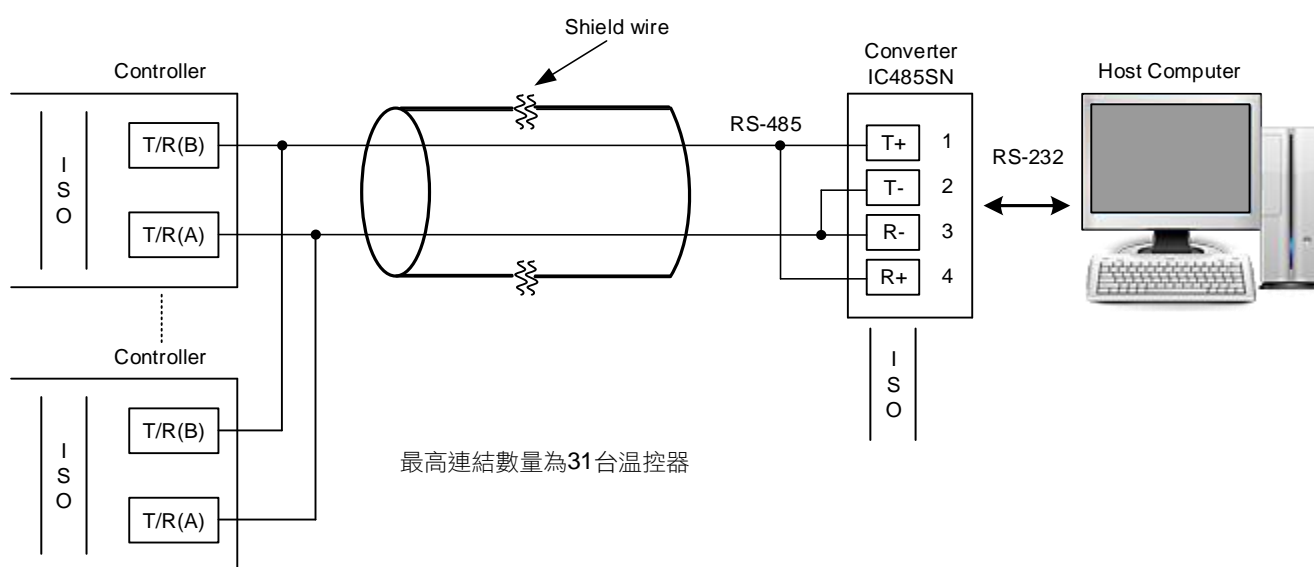 Shield wire
Controller
Converter
IC485SN
Host Computer
I
S
O
T/R(B)
T/R(A)
RS-485
T+ 1
T- 2
R- 3
R+ 4
RS-232
I
S
O
Controller
I
S
O
T/R(B)
T/R(A)
最高連結數量為31台温控器